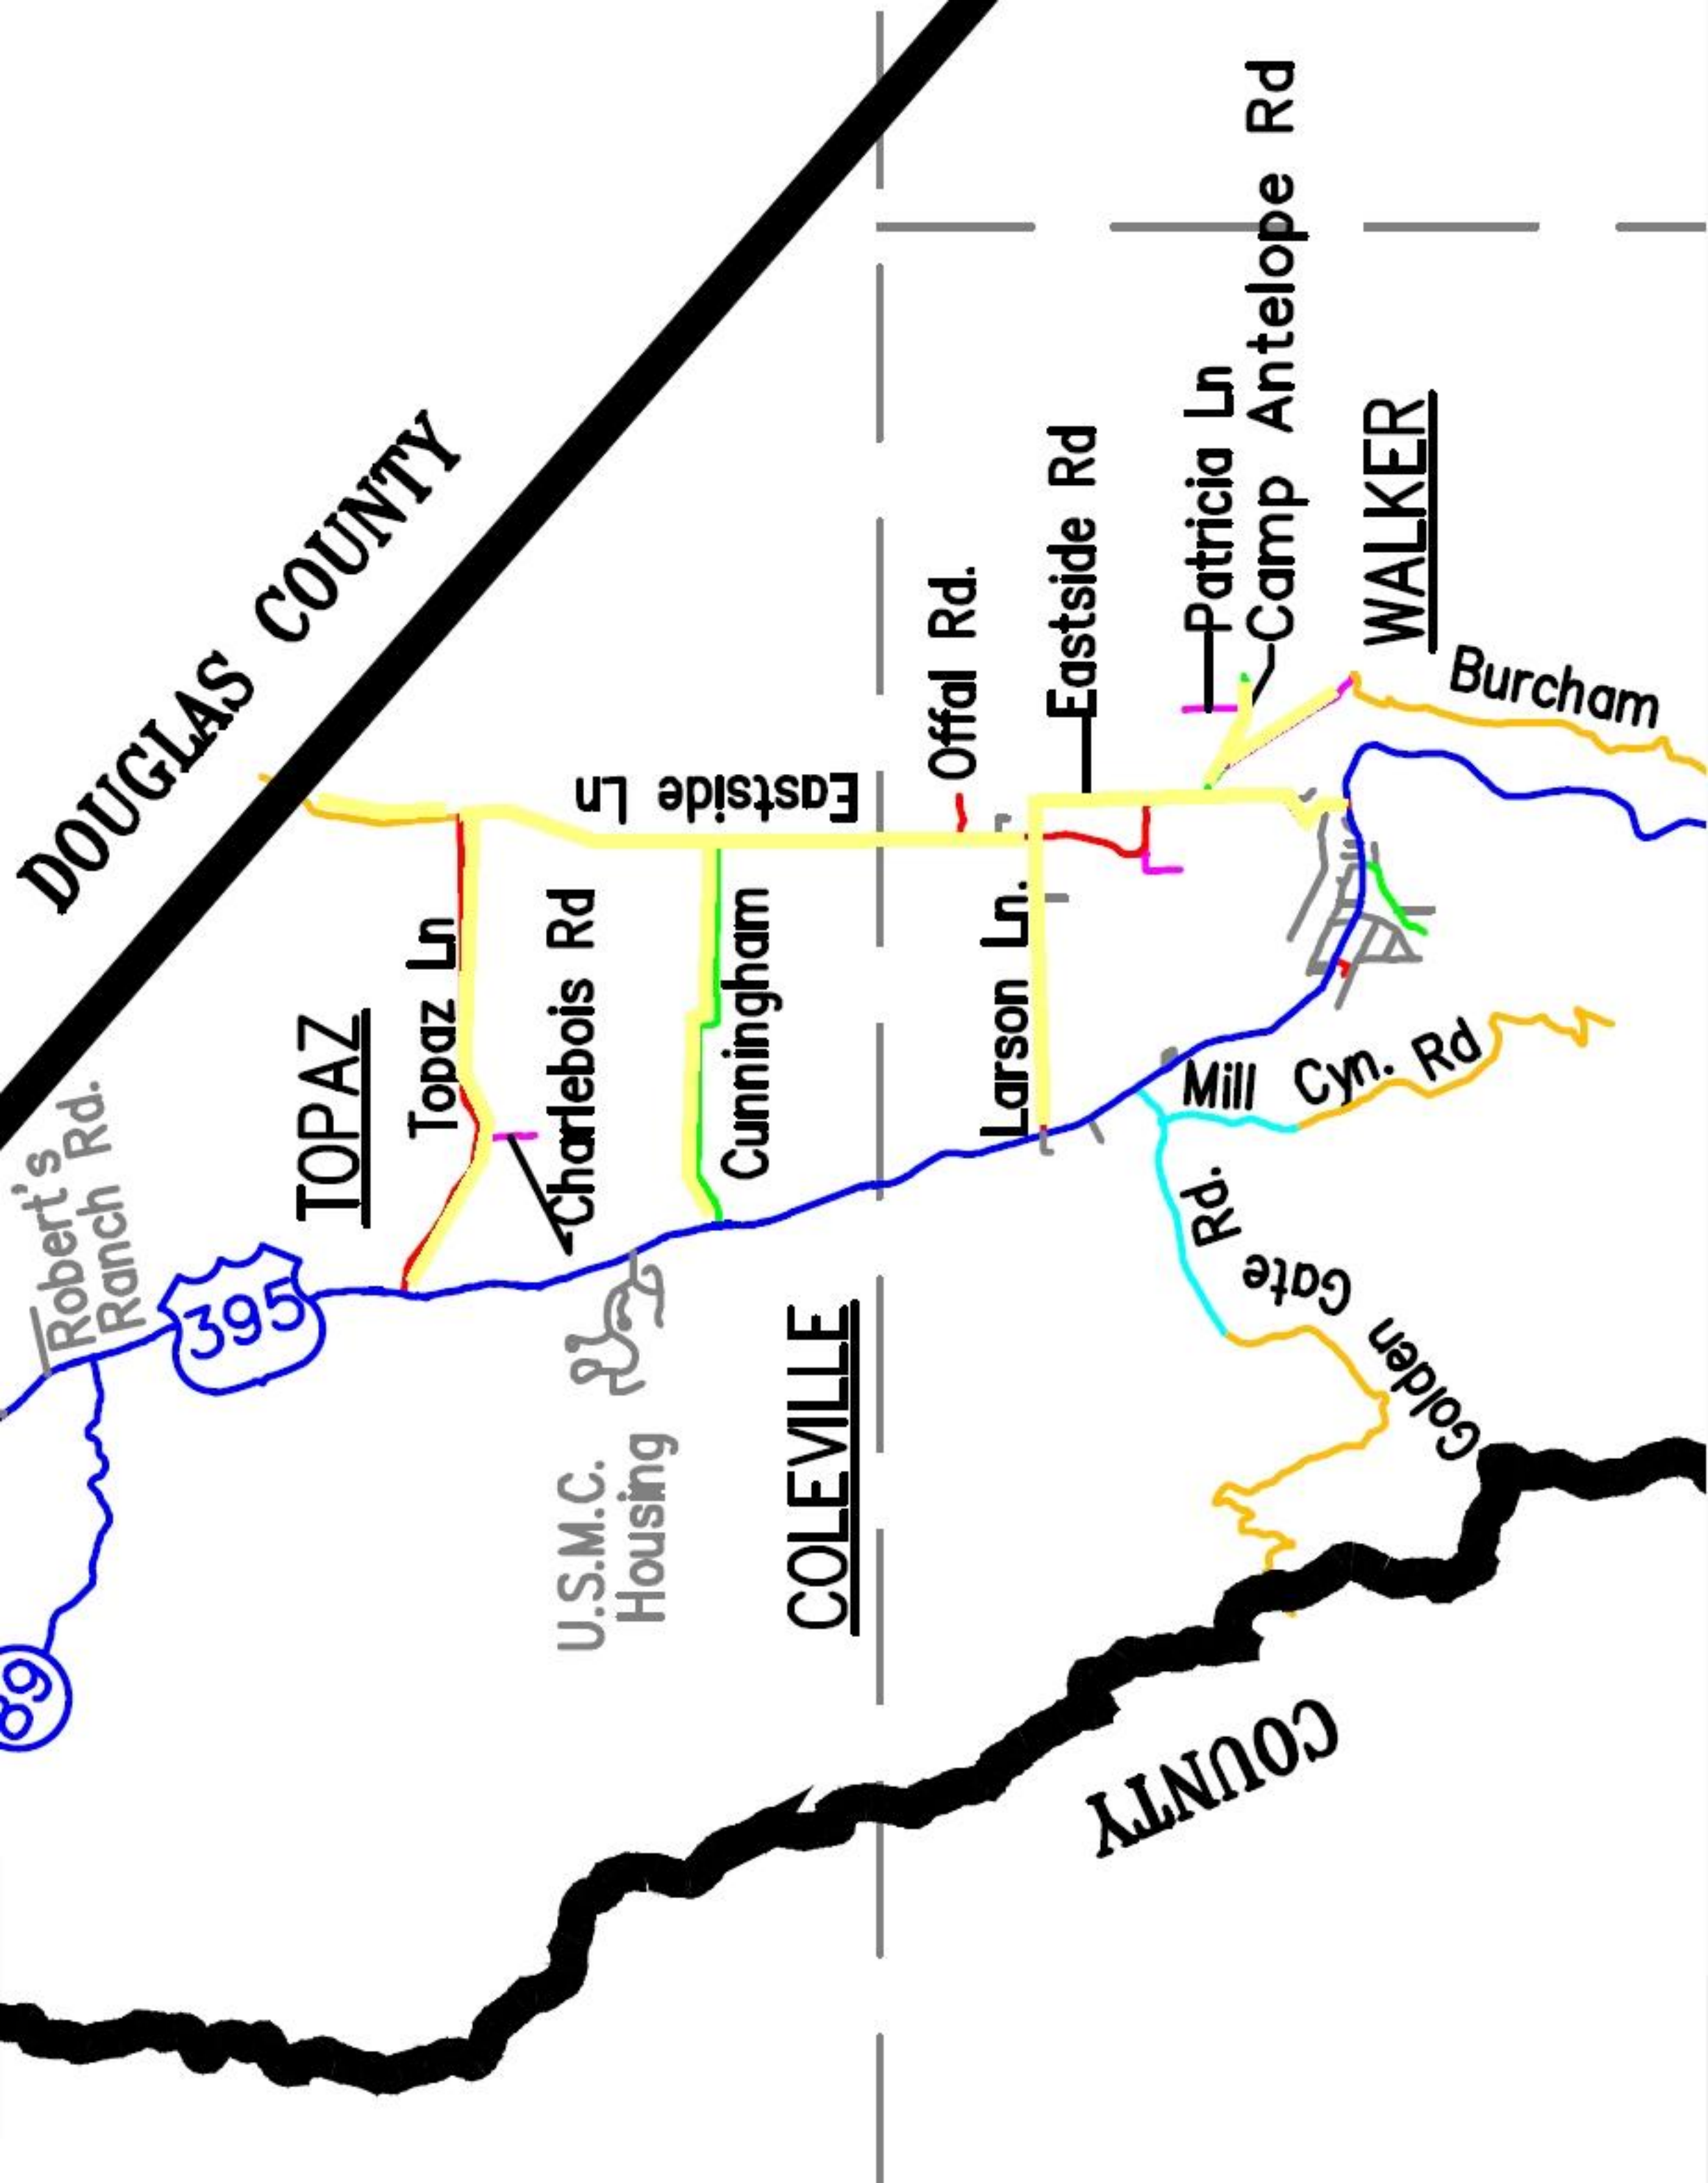 DOUGLAS COUNTY
Robert's
Ranch Rd.
395
89
TOPAZ
Topaz Ln
Charlebois Rd
Eastside Ln
Cunningham
U.S.M.C.
Housing
COLEVILLE
Offal Rd.
Larson Ln.
Eastside Rd
Patricia Ln
Camp Antelope Rd
WALKER
Burcham
Mill Cyn. Rd
Golden Gate Rd.
COUNTY